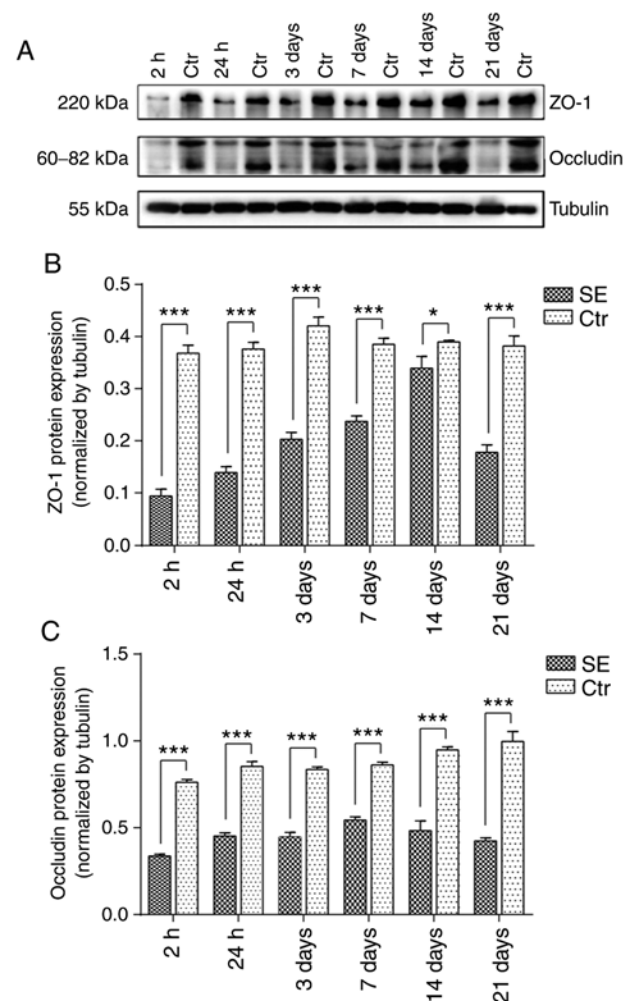 A
2 h
Ctr
24 h
Ctr
3 days
Ctr
7 days
Ctr
14 days
Ctr
21 days
Ctr
220 kDa
ZO-1
60–82 kDa
Occludin
55 kDa
Tubulin
B
ZO-1 protein expression
(normalized by tubulin)
0.5
0.4
0.3
0.2
0.1
0.0
***
***
***
***
*
***
SE
Ctr
2 h
24 h
3 days
7 days
14 days
21 days
C
Occludin protein expression
(normalized by tubulin)
1.5
1.0
0.5
0.0
***
***
***
***
***
***
SE
Ctr
2 h
24 h
3 days
7 days
14 days
21 days